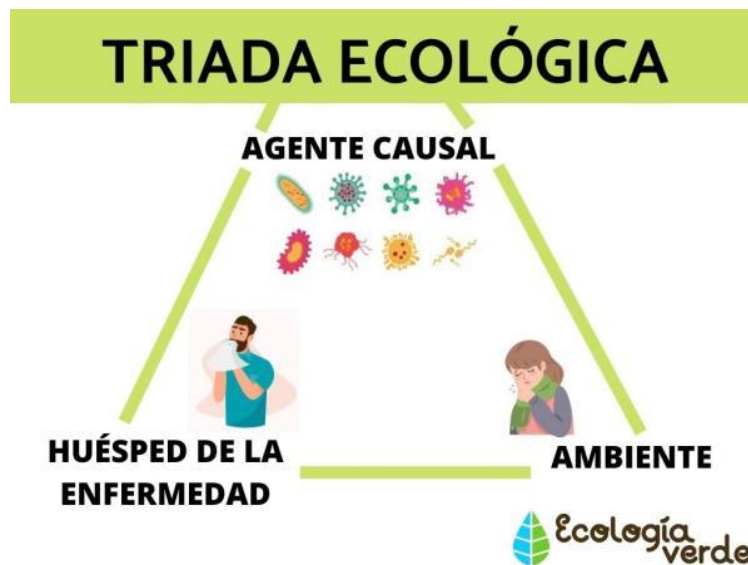 TRIADA ECOLÓGICA
AGENTE CAUSAL
HUÉSPED DE LA
ENFERMEDAD
AMBIENTE
Ecología
verde